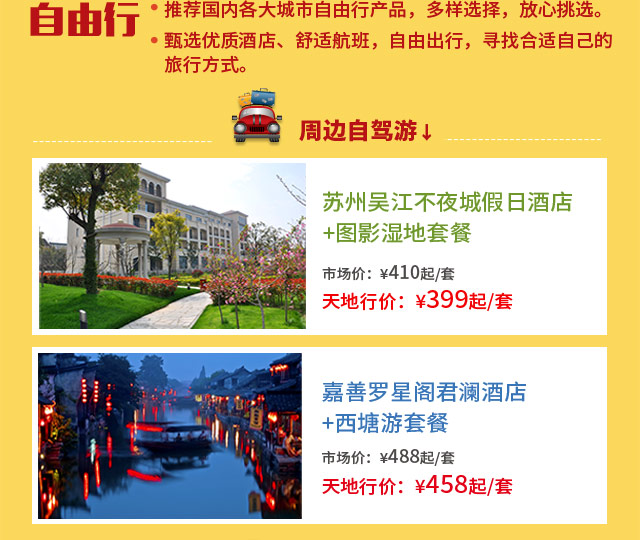 自由行
• 推荐国内各大城市自由行产品，多样选择，放心挑选。
• 甄选优质酒店、舒适航班，自由出行，寻找合适自己的
旅行方式。
周边自驾游↓
苏州吴江不夜城假日酒店
+图影湿地套餐
市场价：¥410起/套
天地行价：¥399起/套
嘉善罗星阁君澜酒店
+西塘游套餐
市场价：¥488起/套
天地行价：¥458起/套